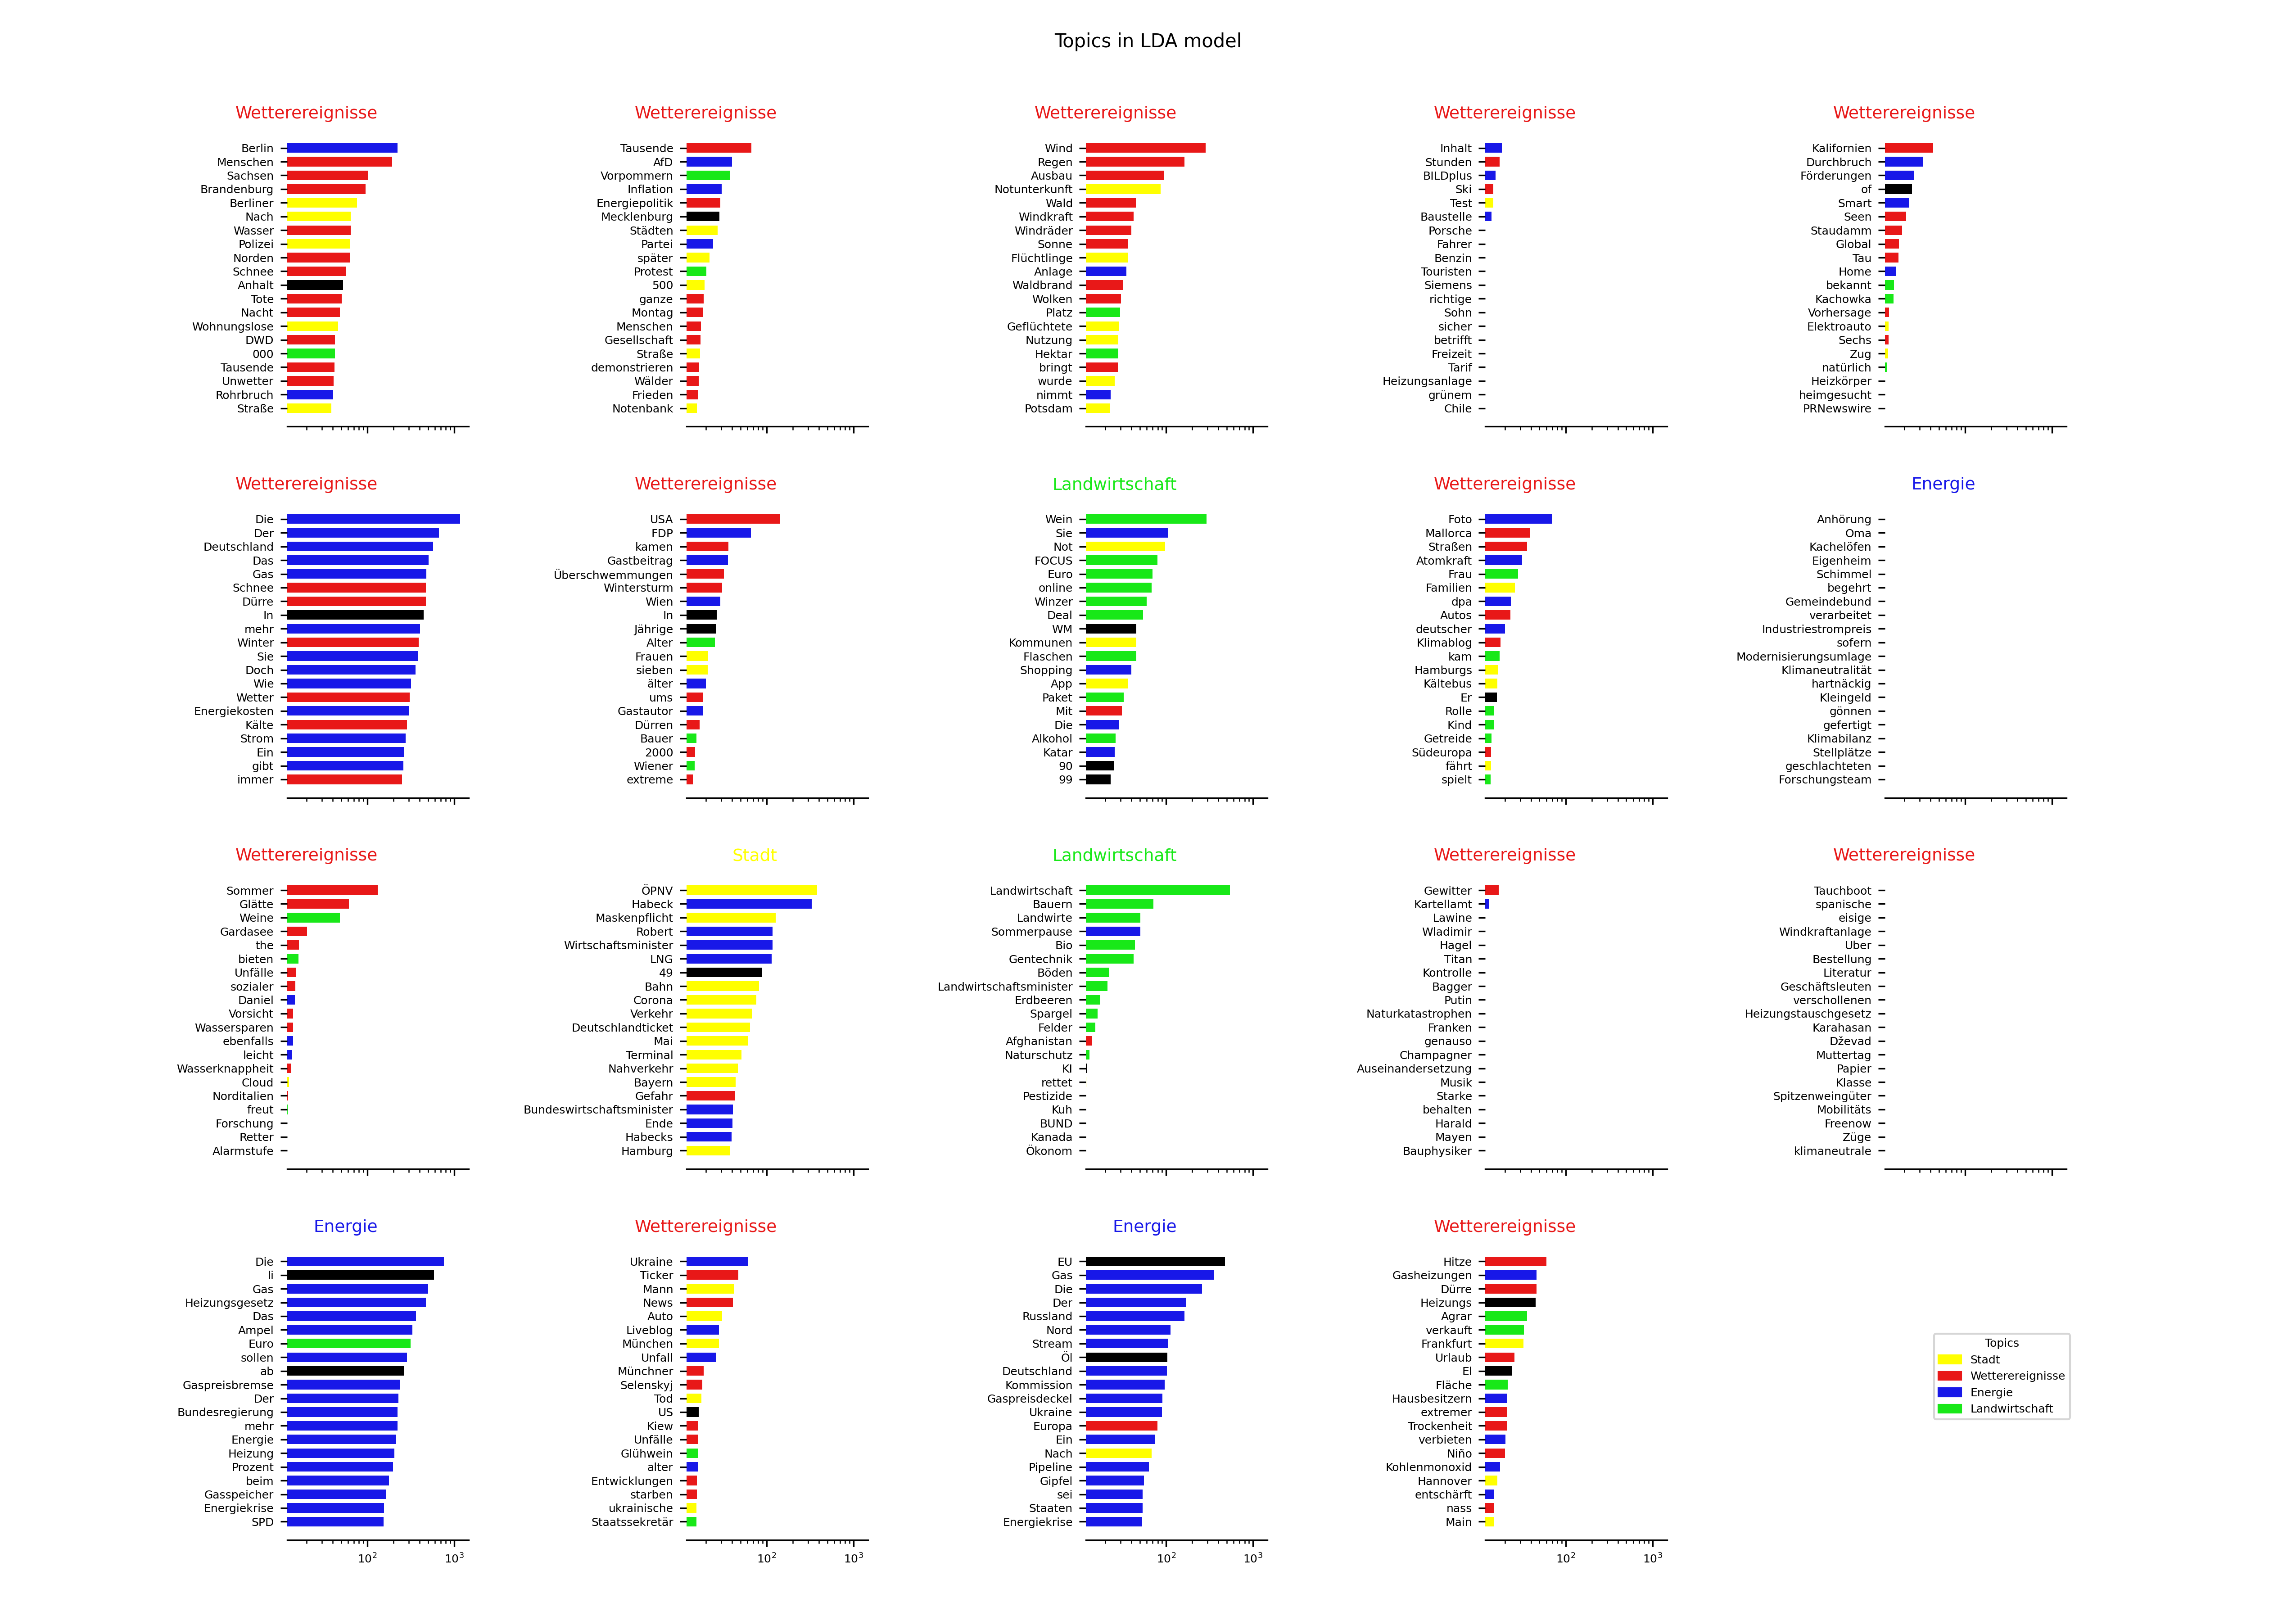 Topics in LDA model
Wetterereignisse
Berlin
Menschen
Sachsen
Brandenburg
Berliner
Nach
Wasser
Polizei
Norden
Schnee
Anhalt
Tote
Nacht
Wohnungslose
DWD
000
Tausende
Unwetter
Rohrbruch
Straße
Wetterereignisse
Tausende
AfD
Vorpommern
Inflation
Energiepolitik
Mecklenburg
Städten
Partei
später
Protest
500
ganze
Montag
Menschen
Gesellschaft
Straße
demonstrieren
Wälder
Frieden
Notenbank
Wetterereignisse
Wind
Regen
Ausbau
Notunterkunft
Wald
Windkraft
Windräder
Sonne
Flüchtlinge
Anlage
Waldbrand
Wolken
Platz
Geflüchtete
Nutzung
Hektar
bringt
wurde
nimmt
Potsdam
Wetterereignisse
Inhalt
Stunden
BILDplus
Ski
Test
Baustelle
Porsche
Fahrer
Benzin
Touristen
Siemens
richtige
Sohn
sicher
betrifft
Freizeit
Tarif
Heizungsanlage
grünem
Chile
Wetterereignisse
Kalifornien
Durchbruch
Förderungen
of
Smart
Seen
Staudamm
Global
Tau
Home
bekannt
Kachowka
Vorhersage
Elektroauto
Sechs
Zug
natürlich
Heizkörper
heimgesucht
PRNewswire
Wetterereignisse
Die
Der
Deutschland
Das
Gas
Schnee
Dürre
In
mehr
Winter
Sie
Doch
Wie
Wetter
Energiekosten
Kälte
Strom
Ein
gibt
immer
Wetterereignisse
USA
FDP
kamen
Gastbeitrag
Überschwemmungen
Wintersturm
Wien
In
Jährige
Alter
Frauen
sieben
älter
ums
Gastautor
Dürren
Bauer
2000
Wiener
extreme
Landwirtschaft
Wein
Sie
Not
FOCUS
Euro
online
Winzer
Deal
WM
Kommunen
Flaschen
Shopping
App
Paket
Mit
Die
Alkohol
Katar
90
99
Wetterereignisse
Foto
Mallorca
Straßen
Atomkraft
Frau
Familien
dpa
Autos
deutscher
Klimablog
kam
Hamburgs
Kältebus
Er
Rolle
Kind
Getreide
Südeuropa
fährt
spielt
Energie
Anhörung
Oma
Kachelöfen
Eigenheim
Schimmel
begehrt
Gemeindebund
verarbeitet
Industriestrompreis
sofern
Modernisierungsumlage
Klimaneutralität
hartnäckig
Kleingeld
gönnen
gefertigt
Klimabilanz
Stellplätze
geschlachteten
Forschungsteam
Wetterereignisse
Sommer
Glätte
Weine
Gardasee
the
bieten
Unfälle
sozialer
Daniel
Vorsicht
Wassersparen
ebenfalls
leicht
Wasserknappheit
Cloud
Norditalien
freut
Forschung
Retter
Alarmstufe
Stadt
ÖPNV
Habeck
Maskenpflicht
Robert
Wirtschaftsminister
LNG
49
Bahn
Corona
Verkehr
Deutschlandticket
Mai
Terminal
Nahverkehr
Bayern
Gefahr
Bundeswirtschaftsminister
Ende
Habecks
Hamburg
Landwirtschaft
Landwirtschaft
Bauern
Landwirte
Sommerpause
Bio
Gentechnik
Böden
Landwirtschaftsminister
Erdbeeren
Spargel
Felder
Afghanistan
Naturschutz
KI
rettet
Pestizide
Kuh
BUND
Kanada
Ökonom
Wetterereignisse
Gewitter
Kartellamt
Lawine
Wladimir
Hagel
Titan
Kontrolle
Bagger
Putin
Naturkatastrophen
Franken
genauso
Champagner
Auseinandersetzung
Musik
Starke
behalten
Harald
Mayen
Bauphysiker
Wetterereignisse
Tauchboot
spanische
eisige
Windkraftanlage
Uber
Bestellung
Literatur
Geschäftsleuten
verschollenen
Heizungstauschgesetz
Karahasan
Dževad
Muttertag
Papier
Klasse
Spitzenweingüter
Mobilitäts
Freenow
Züge
klimaneutrale
Energie
Die
li
Gas
Heizungsgesetz
Das
Ampel
Euro
sollen
ab
Gaspreisbremse
Der
Bundesregierung
mehr
Energie
Heizung
Prozent
beim
Gasspeicher
Energiekrise
SPD
10² 10³
Wetterereignisse
Ukraine
Ticker
Mann
News
Auto
Liveblog
München
Unfall
Münchner
Selenskyj
Tod
US
Kiew
Unfälle
Glühwein
alter
Entwicklungen
starben
ukrainische
Staatssekretär
10² 10³
Energie
EU
Gas
Die
Der
Russland
Nord
Stream
Öl
Deutschland
Kommission
Gaspreisdeckel
Ukraine
Europa
Ein
Nach
Pipeline
Gipfel
sei
Staaten
Energiekrise
10² 10³
Wetterereignisse
Hitze
Gasheizungen
Dürre
Heizungs
Agrar
verkauft
Frankfurt
Urlaub
El
Fläche
Hausbesitzern
extremer
Trockenheit
verbieten
Niño
Kohlenmonoxid
Hannover
entschärft
nass
Main
10² 10³
Topics
Stadt
Wetterereignisse
Energie
Landwirtschaft